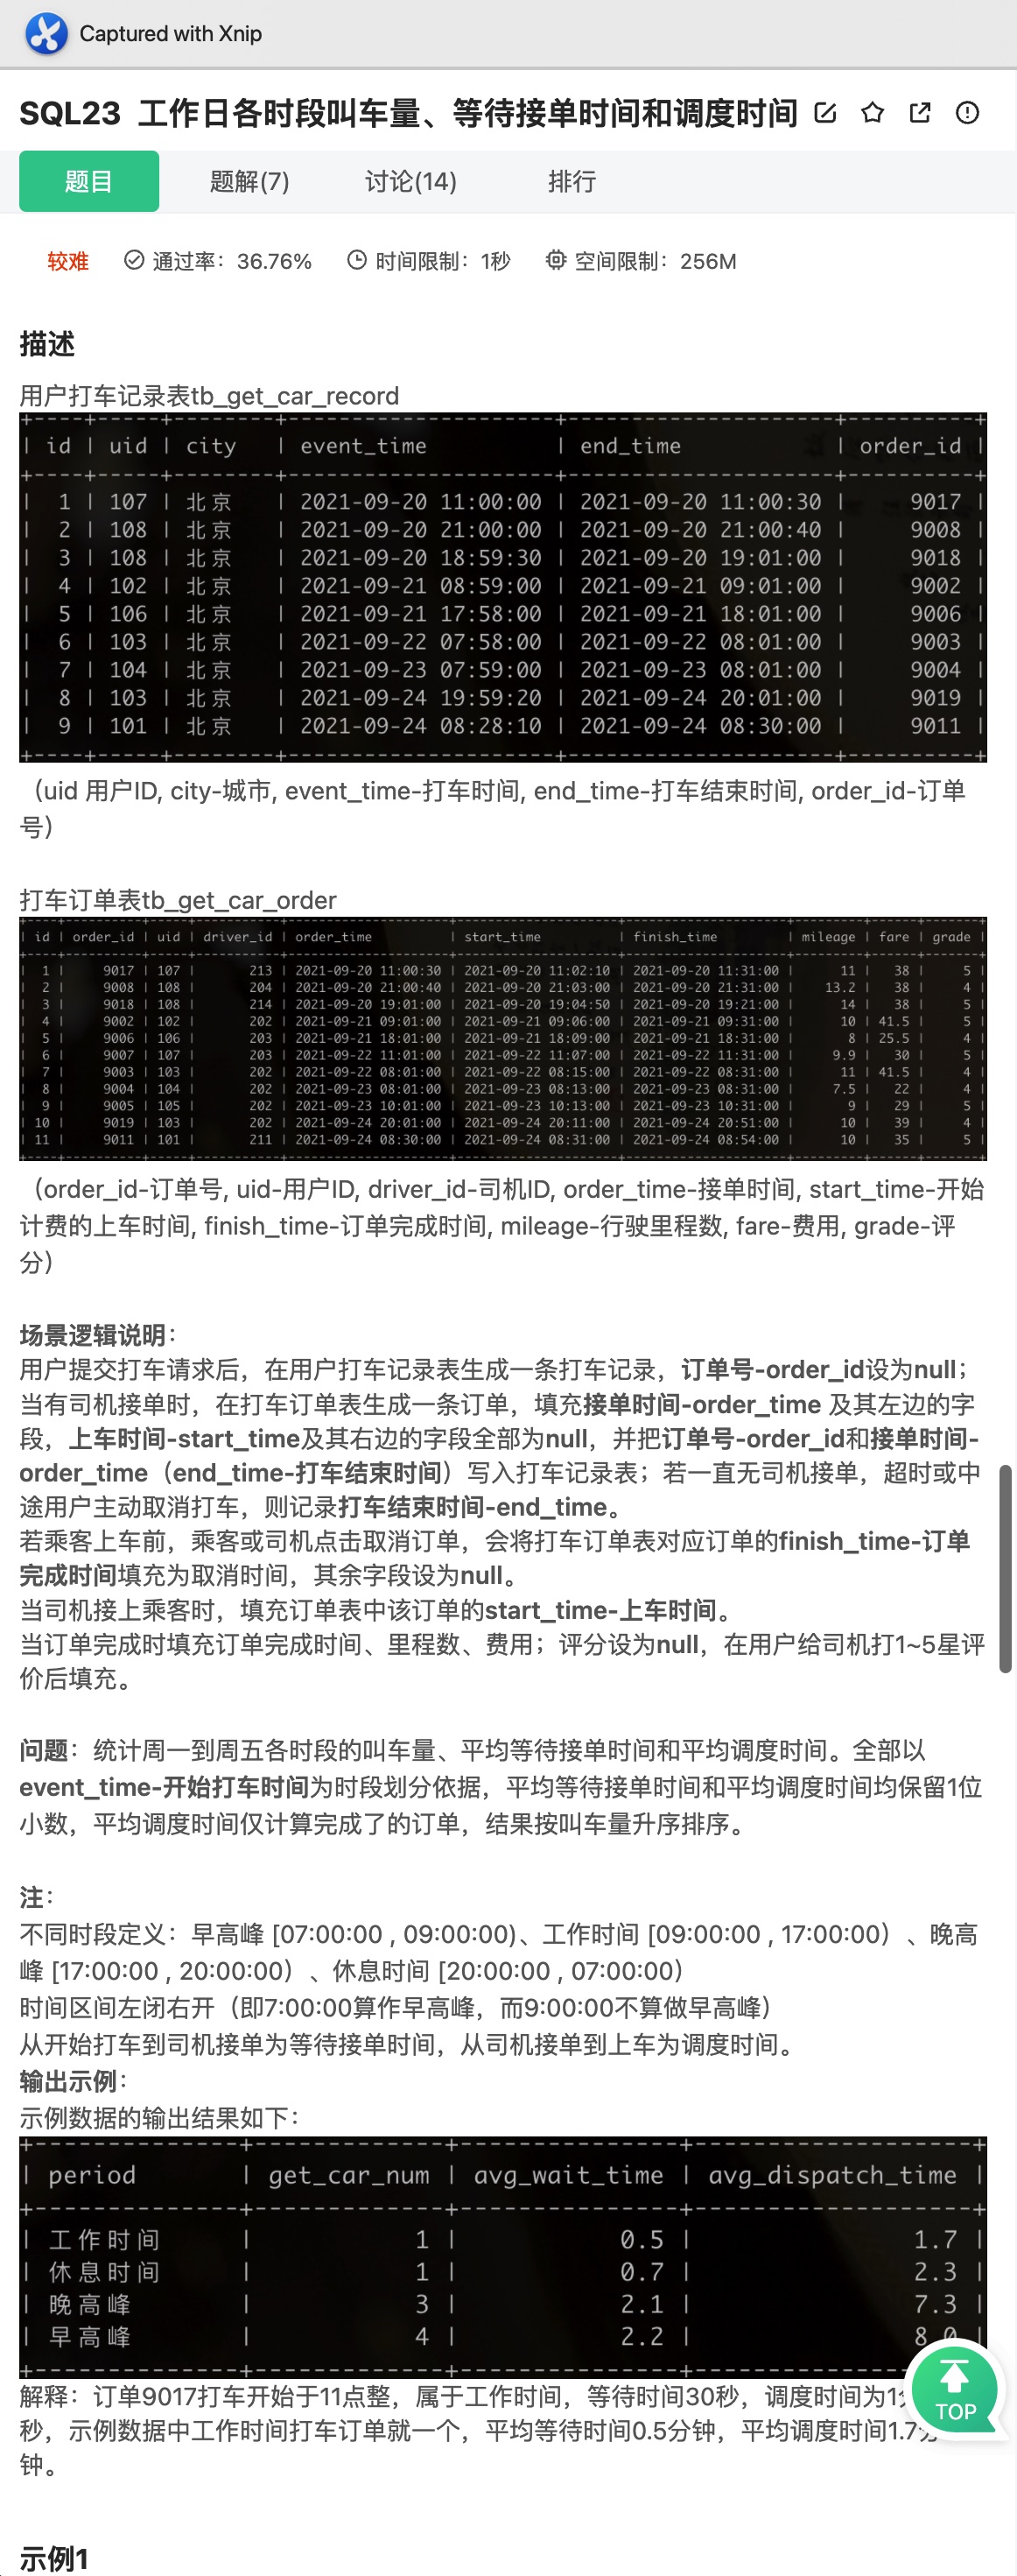 Captured with Xnip
SQL23 工作日各时段叫车量、等待接单时间和调度时间
题目 题解(7) 讨论(14) 排行
较难 通过率：36.76% 时间限制：1秒 空间限制：256M
描述
用户打车记录表tb_get_car_record
| id | uid | city | event_time | end_time | order_id |
| 1 | 107 | 北京 | 2021-09-20 11:00:00 | 2021-09-20 11:00:30 | 9017 |
| 2 | 108 | 北京 | 2021-09-20 21:00:00 | 2021-09-20 21:00:40 | 9008 |
| 3 | 108 | 北京 | 2021-09-20 18:59:30 | 2021-09-20 19:01:00 | 9018 |
| 4 | 102 | 北京 | 2021-09-21 08:59:00 | 2021-09-21 09:01:00 | 9002 |
| 5 | 106 | 北京 | 2021-09-21 17:58:00 | 2021-09-21 18:01:00 | 9006 |
| 6 | 103 | 北京 | 2021-09-22 07:58:00 | 2021-09-22 08:01:00 | 9003 |
| 7 | 104 | 北京 | 2021-09-23 07:59:00 | 2021-09-23 08:01:00 | 9004 |
| 8 | 103 | 北京 | 2021-09-24 19:59:20 | 2021-09-24 20:01:00 | 9019 |
| 9 | 101 | 北京 | 2021-09-24 08:28:10 | 2021-09-24 08:30:00 | 9011 |
（uid 用户ID, city-城市, event_time-打车时间, end_time-打车结束时间, order_id-订单
号）
打车订单表tb_get_car_order
| id | order_id | uid | driver_id | order_time | start_time | finish_time | mileage | fare | grade |
| 1 | 9017 | 107 | 213 | 2021-09-20 11:00:30 | 2021-09-20 11:02:10 | 2021-09-20 11:31:00 | 11 | 38 | 5 |
| 2 | 9008 | 108 | 204 | 2021-09-20 21:00:40 | 2021-09-20 21:03:00 | 2021-09-20 21:31:00 | 13.2 | 38 | 4 |
| 3 | 9018 | 108 | 214 | 2021-09-20 19:01:00 | 2021-09-20 19:04:50 | 2021-09-20 19:21:00 | 14 | 38 | 5 |
| 4 | 9002 | 102 | 202 | 2021-09-21 09:01:00 | 2021-09-21 09:06:00 | 2021-09-21 09:31:00 | 10 | 41.5 | 5 |
| 5 | 9006 | 106 | 203 | 2021-09-21 18:01:00 | 2021-09-21 18:09:00 | 2021-09-21 18:31:00 | 8 | 25.5 | 4 |
| 6 | 9007 | 107 | 203 | 2021-09-22 11:01:00 | 2021-09-22 11:07:00 | 2021-09-22 11:31:00 | 9.9 | 30 | 5 |
| 7 | 9003 | 103 | 202 | 2021-09-22 08:01:00 | 2021-09-22 08:15:00 | 2021-09-22 08:31:00 | 11 | 41.5 | 4 |
| 8 | 9004 | 104 | 202 | 2021-09-23 08:01:00 | 2021-09-23 08:13:00 | 2021-09-23 08:31:00 | 7.5 | 22 | 4 |
| 9 | 9005 | 105 | 202 | 2021-09-23 10:01:00 | 2021-09-23 10:13:00 | 2021-09-23 10:31:00 | 9 | 29 | 5 |
| 10 | 9019 | 103 | 202 | 2021-09-24 20:01:00 | 2021-09-24 20:11:00 | 2021-09-24 20:51:00 | 10 | 39 | 4 |
| 11 | 9011 | 101 | 211 | 2021-09-24 08:30:00 | 2021-09-24 08:31:00 | 2021-09-24 08:54:00 | 10 | 35 | 5 |
（order_id-订单号, uid-用户ID, driver_id-司机ID, order_time-接单时间, start_time-开始
计费的上车时间, finish_time-订单完成时间, mileage-行驶里程数, fare-费用, grade-评
分）
场景逻辑说明：
用户提交打车请求后，在用户打车记录表生成一条打车记录，订单号-order_id设为null；
当有司机接单时，在打车订单表生成一条订单，填充接单时间-order_time 及其左边的字
段，上车时间-start_time及其右边的字段全部为null，并把订单号-order_id和接单时间-
order_time（end_time-打车结束时间）写入打车记录表；若一直无司机接单，超时或中
途用户主动取消打车，则记录打车结束时间-end_time。
若乘客上车前，乘客或司机点击取消订单，会将打车订单表对应订单的finish_time-订单
完成时间填充为取消时间，其余字段设为null。
当司机接上乘客时，填充订单表中该订单的start_time-上车时间。
当订单完成时填充订单完成时间、里程数、费用；评分设为null，在用户给司机打1~5星评
价后填充。
问题：统计周一到周五各时段的叫车量、平均等待接单时间和平均调度时间。全部以
event_time-开始打车时间为时段划分依据，平均等待接单时间和平均调度时间均保留1位
小数，平均调度时间仅计算完成了的订单，结果按叫车量升序排序。
注：
不同时段定义：早高峰 [07:00:00 , 09:00:00)、工作时间 [09:00:00 , 17:00:00）、晚高
峰 [17:00:00 , 20:00:00）、休息时间 [20:00:00 , 07:00:00）
时间区间左闭右开（即7:00:00算作早高峰，而9:00:00不算做早高峰）
从开始打车到司机接单为等待接单时间，从司机接单到上车为调度时间。
输出示例：
示例数据的输出结果如下：
| period | get_car_num | avg_wait_time | avg_dispatch_time |
| 工作时间 | 1 | 0.5 | 1.7 |
| 休息时间 | 1 | 0.7 | 2.3 |
| 晚高峰 | 3 | 2.1 | 7.3 |
| 早高峰 | 4 | 2.2 | 8.0 |
解释：订单9017打车开始于11点整，属于工作时间，等待时间30秒，调度时间为1分
秒，示例数据中工作时间打车订单就一个，平均等待时间0.5分钟，平均调度时间1.7分
钟。
TOP
示例1